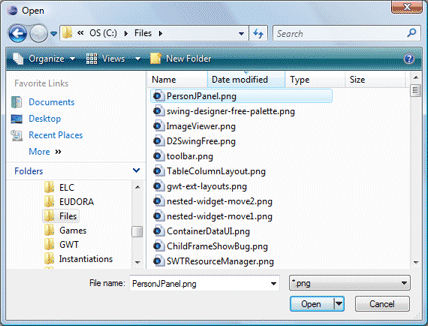 Open
OS (C:) Files
Search
Organize Views New Folder
Favorite Links
Documents
Desktop
Recent Places
More
Folders
ELC
EUDORA
Files
Games
GWT
Instantiations
Name Date modified Type Size
PersonJPanel.png
swing-designer-free-palette.png
ImageViewer.png
D2SwingFree.png
toolbar.png
TableColumnLayout.png
gwt-ext-layouts.png
nested-widget-move2.png
nested-widget-move1.png
ContainerDataUI.png
ChildFrameShowBug.png
SWTResourceManager.png
File name: PersonJPanel.png *.png
Open Cancel